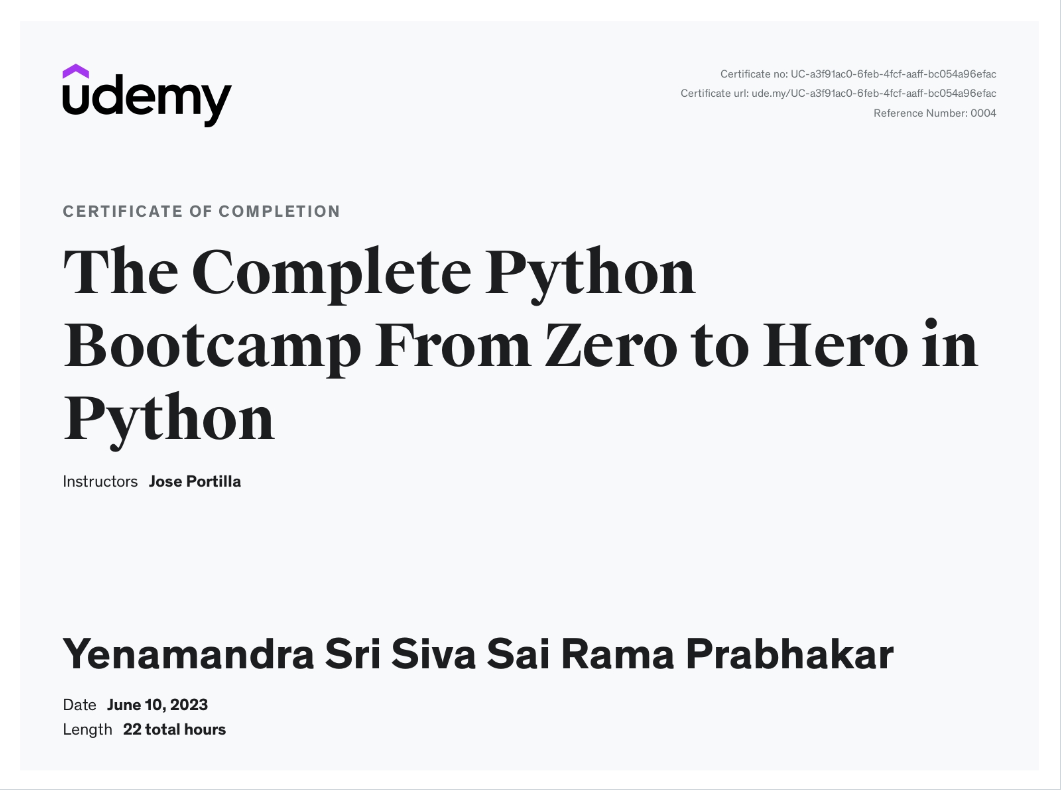 udemy
Certificate no: UC-a3f91ac0-6feb-4fcf-aaff-bc054a96efac
Certificate url: ude.my/UC-a3f91ac0-6feb-4fcf-aaff-bc054a96efac
Reference Number: 0004
CERTIFICATE OF COMPLETION
The Complete Python
Bootcamp From Zero to Hero in
Python
Instructors Jose Portilla
Yenamandra Sri Siva Sai Rama Prabhakar
Date June 10, 2023
Length 22 total hours